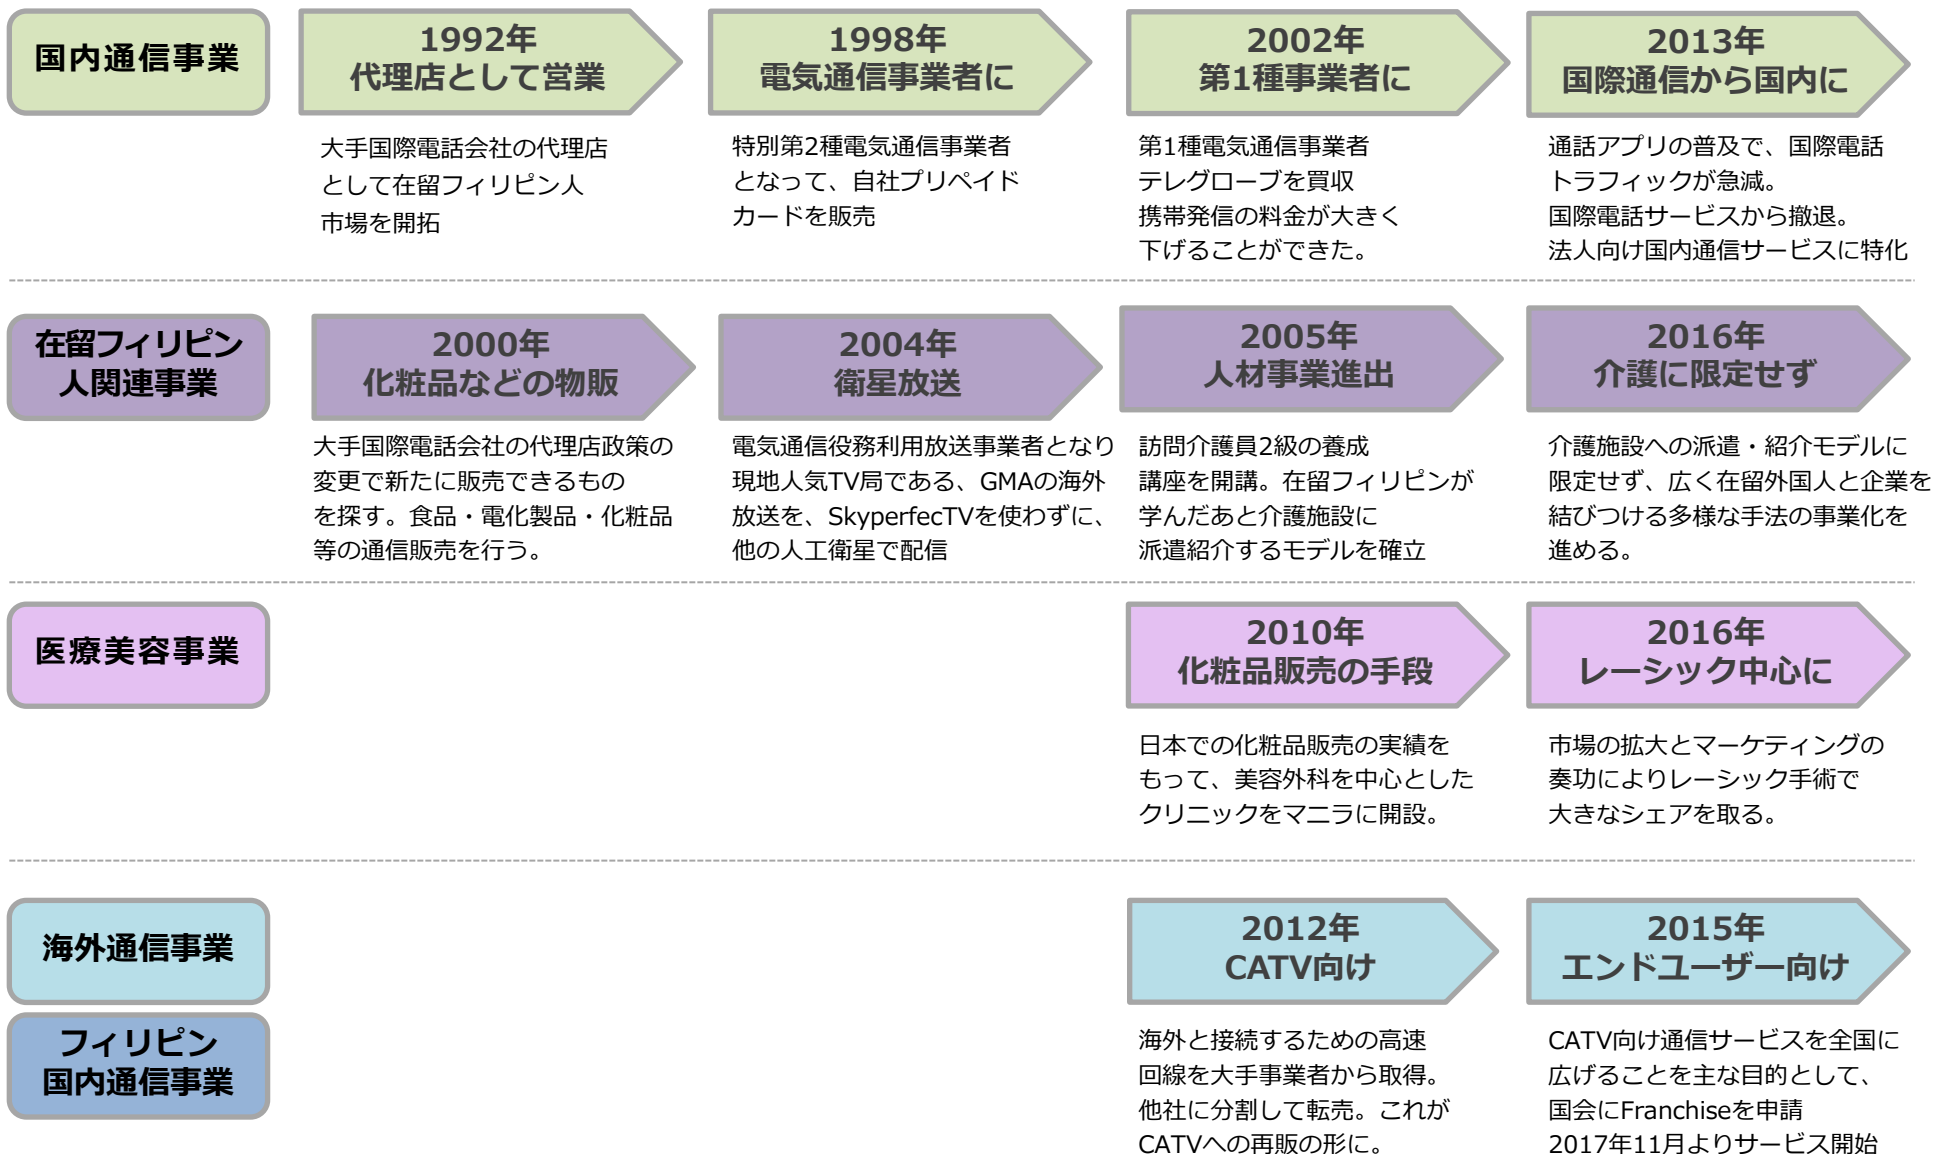 国内通信事業
1992年
代理店として営業
1998年
電気通信事業者に
2002年
第1種事業者に
2013年
国際通信から国内に
大手国際電話会社の代理店
として在留フィリピン人
市場を開拓
特別第2種電気通信事業者
となって、自社プリペイド
カードを販売
第1種電気通信事業者
テレグローブを買収
携帯発信の料金が大きく
下げることができた。
通話アプリの普及で、国際電話
トラフィックが急減。
国際電話サービスから撤退。
法人向け国内通信サービスに特化
在留フィリピン
人関連事業
2000年
化粧品などの物販
2004年
衛星放送
2005年
人材事業進出
2016年
介護に限定せず
大手国際電話会社の代理店政策の
変更で新たに販売できるもの
を探す。食品・電化製品・化粧品
等の通信販売を行う。
電気通信役務利用放送事業者となり
現地人気TV局である、GMAの海外
放送を、SkyperfecTVを使わずに、
他の人工衛星で配信
訪問介護員2級の養成
講座を開講。在留フィリピンが
学んだあと介護施設に
派遣紹介するモデルを確立
介護施設への派遣・紹介モデルに
限定せず、広く在留外国人と企業を
結びつける多様な手法の事業化を
進める。
医療美容事業
2010年
化粧品販売の手段
2016年
レーシック中心に
日本での化粧品販売の実績を
もって、美容外科を中心とした
クリニックをマニラに開設。
市場の拡大とマーケティングの
奏功によりレーシック手術で
大きなシェアを取る。
海外通信事業
フィリピン
国内通信事業
2012年
CATV向け
2015年
エンドユーザー向け
海外と接続するための高速
回線を大手事業者から取得。
他社に分割して転売。これが
CATVへの再販の形に。
CATV向け通信サービスを全国に
広げることを主な目的として、
国会にFranchiseを申請
2017年11月よりサービス開始